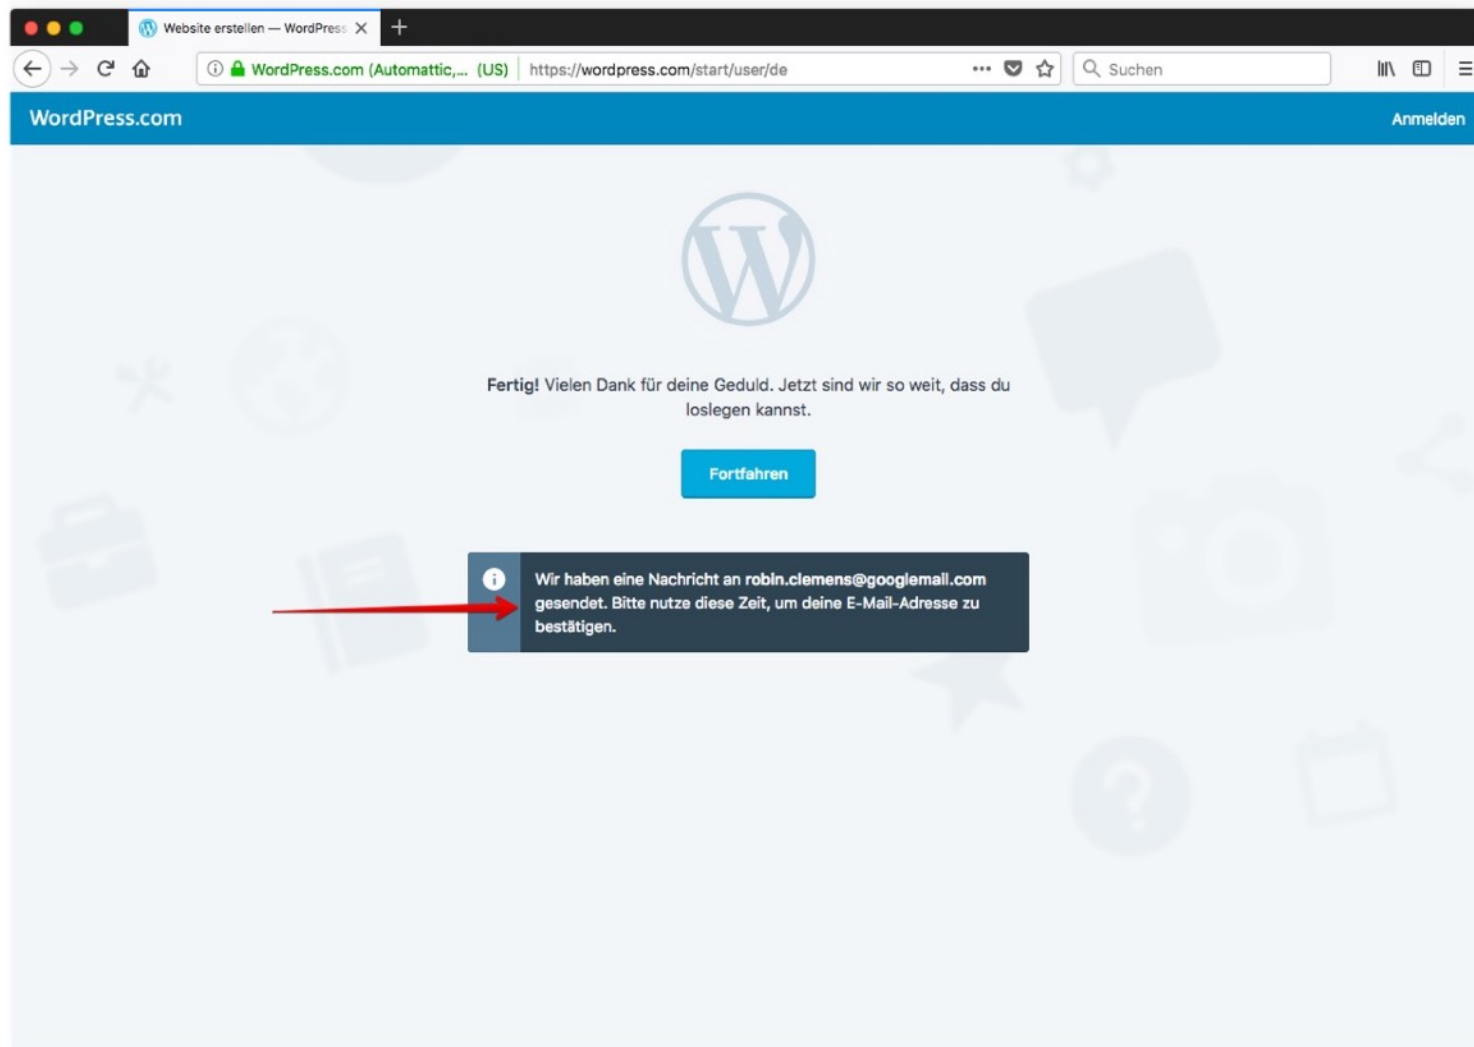 Website erstellen — WordPress
WordPress.com (Automattic,... (US) https://wordpress.com/start/user/de Suchen
WordPress.com Anmelden
Fertig! Vielen Dank für deine Geduld. Jetzt sind wir so weit, dass du
loslegen kannst.
Fortfahren
Wir haben eine Nachricht an robin.clemens@googlemail.com
gesendet. Bitte nutze diese Zeit, um deine E-Mail-Adresse zu
bestätigen.